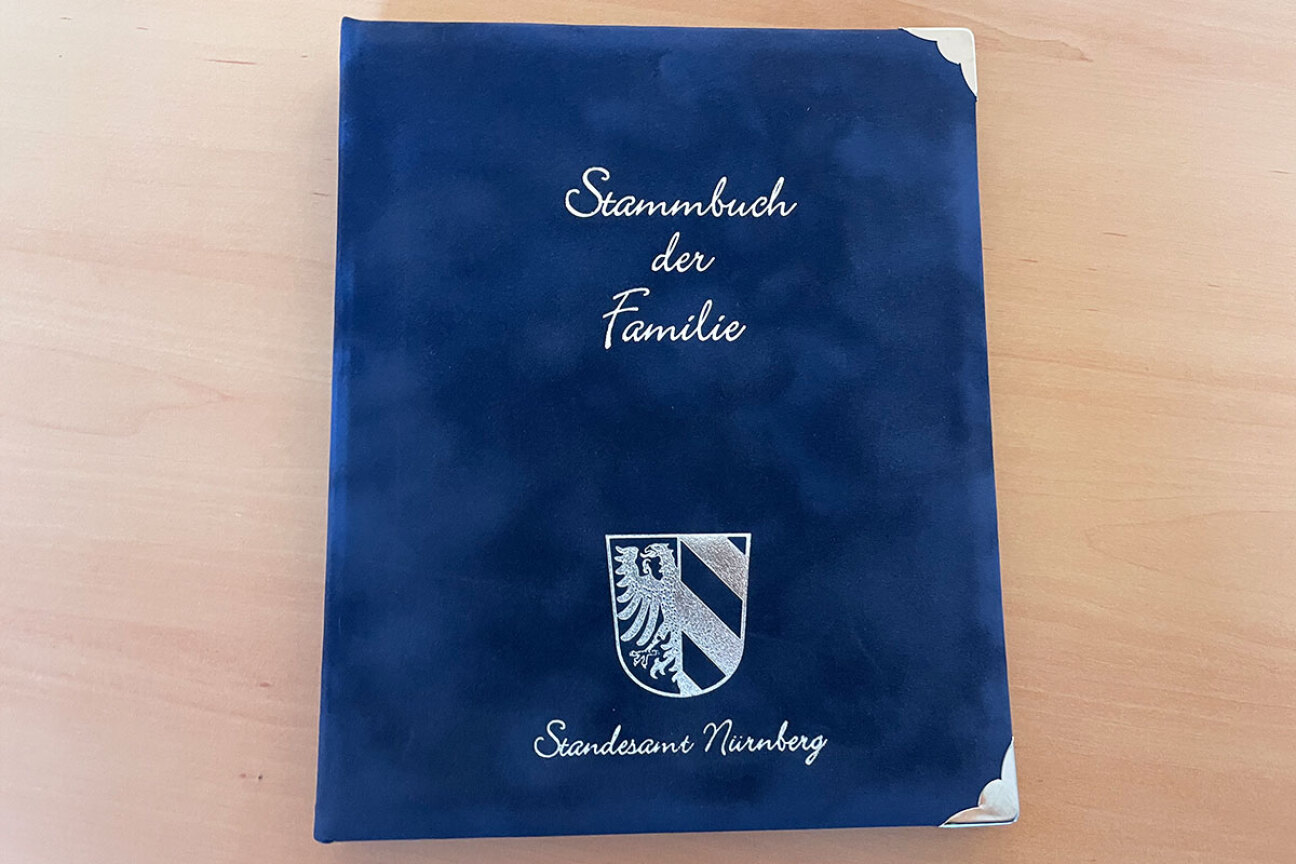 Stammbuch
der
Familie
Standesamt Nürnberg